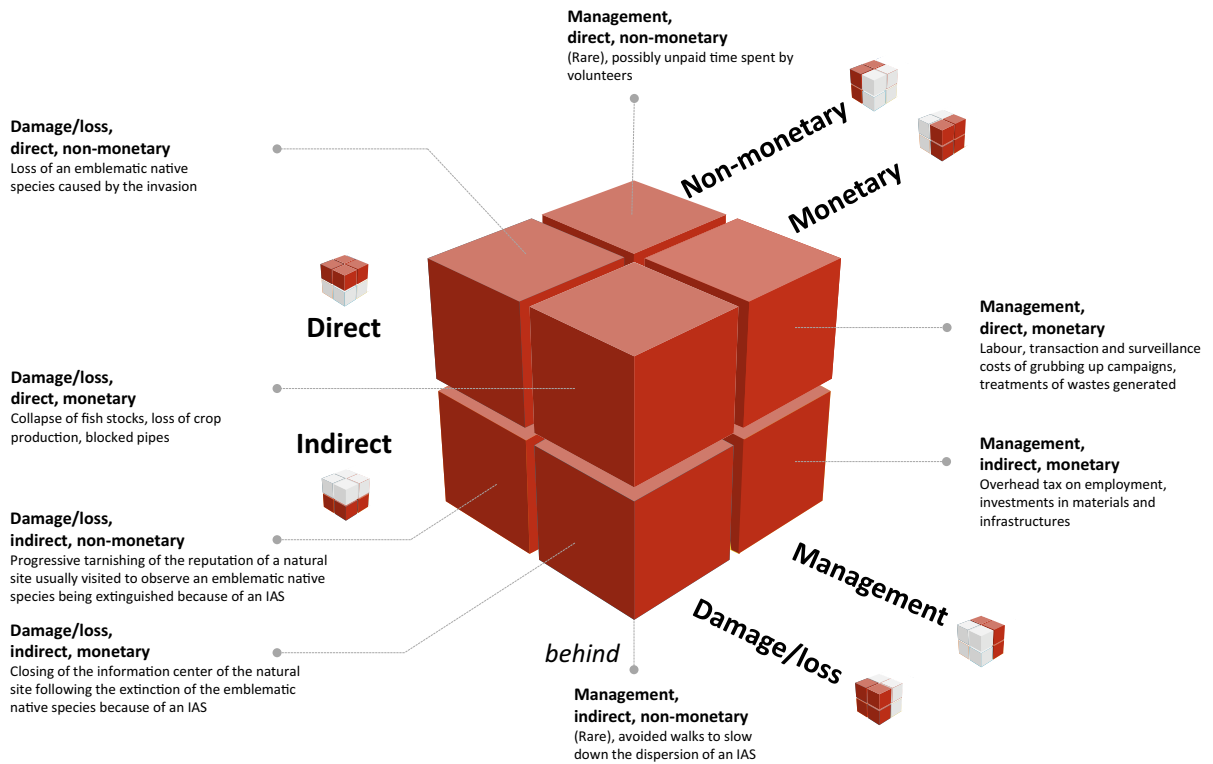 Management,
direct, non-monetary
(Rare), possibly unpaid time spent by
volunteers
Non-monetary
Monetary
Damage/loss,
direct, non-monetary
Loss of an emblematic native
species caused by the invasion
Direct
Management,
direct, monetary
Labour, transaction and surveillance
costs of grubbing up campaigns,
treatments of wastes generated
Damage/loss,
direct, monetary
Collapse of fish stocks, loss of crop
production, blocked pipes
Indirect
Management,
indirect, monetary
Overhead tax on employment,
investments in materials and
infrastructures
Damage/loss,
indirect, non-monetary
Progressive tarnishing of the reputation of a natural
site usually visited to observe an emblematic native
species being extinguished because of an IAS
Management
Damage/loss
Damage/loss,
indirect, monetary
Closing of the information center of the natural
site following the extinction of the emblematic
native species because of an IAS
behind
Management,
indirect, non-monetary
(Rare), avoided walks to slow
down the dispersion of an IAS